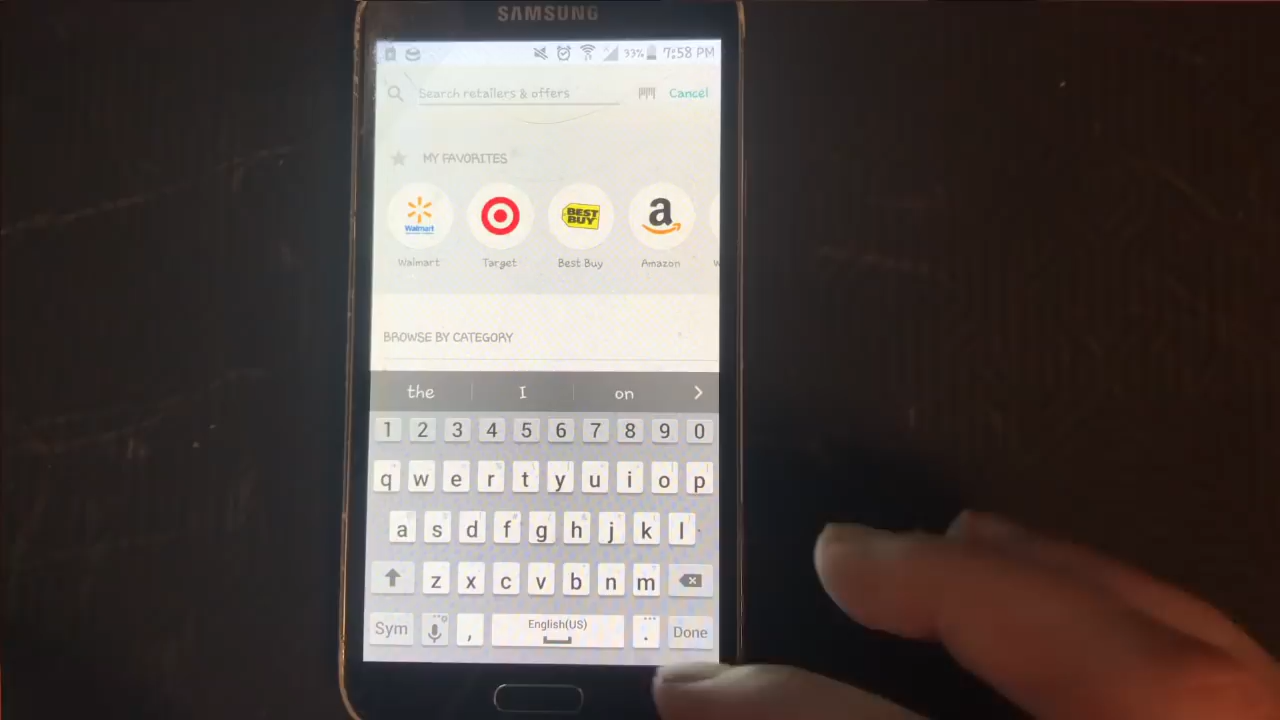 SAMSUNG
33% 7:58 PM
Search retailers & offers Cancel
MY FAVORITES
Walmart
BEST BUY
a
Walmart Target Best Buy Amazon
BROWSE BY CATEGORY
the I on >
1 2 3 4 5 6 7 8 9 0
q w e r t y u i o p
a s d f g h j k l
z x c v b n m
Sym , English(US) . Done